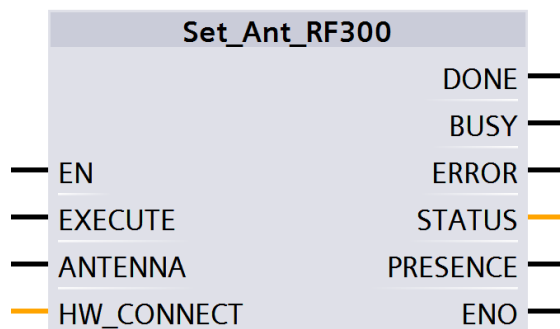 Set_Ant_RF300
DONE
BUSY
EN ERROR
EXECUTE STATUS
ANTENNA PRESENCE
HW_CONNECT ENO